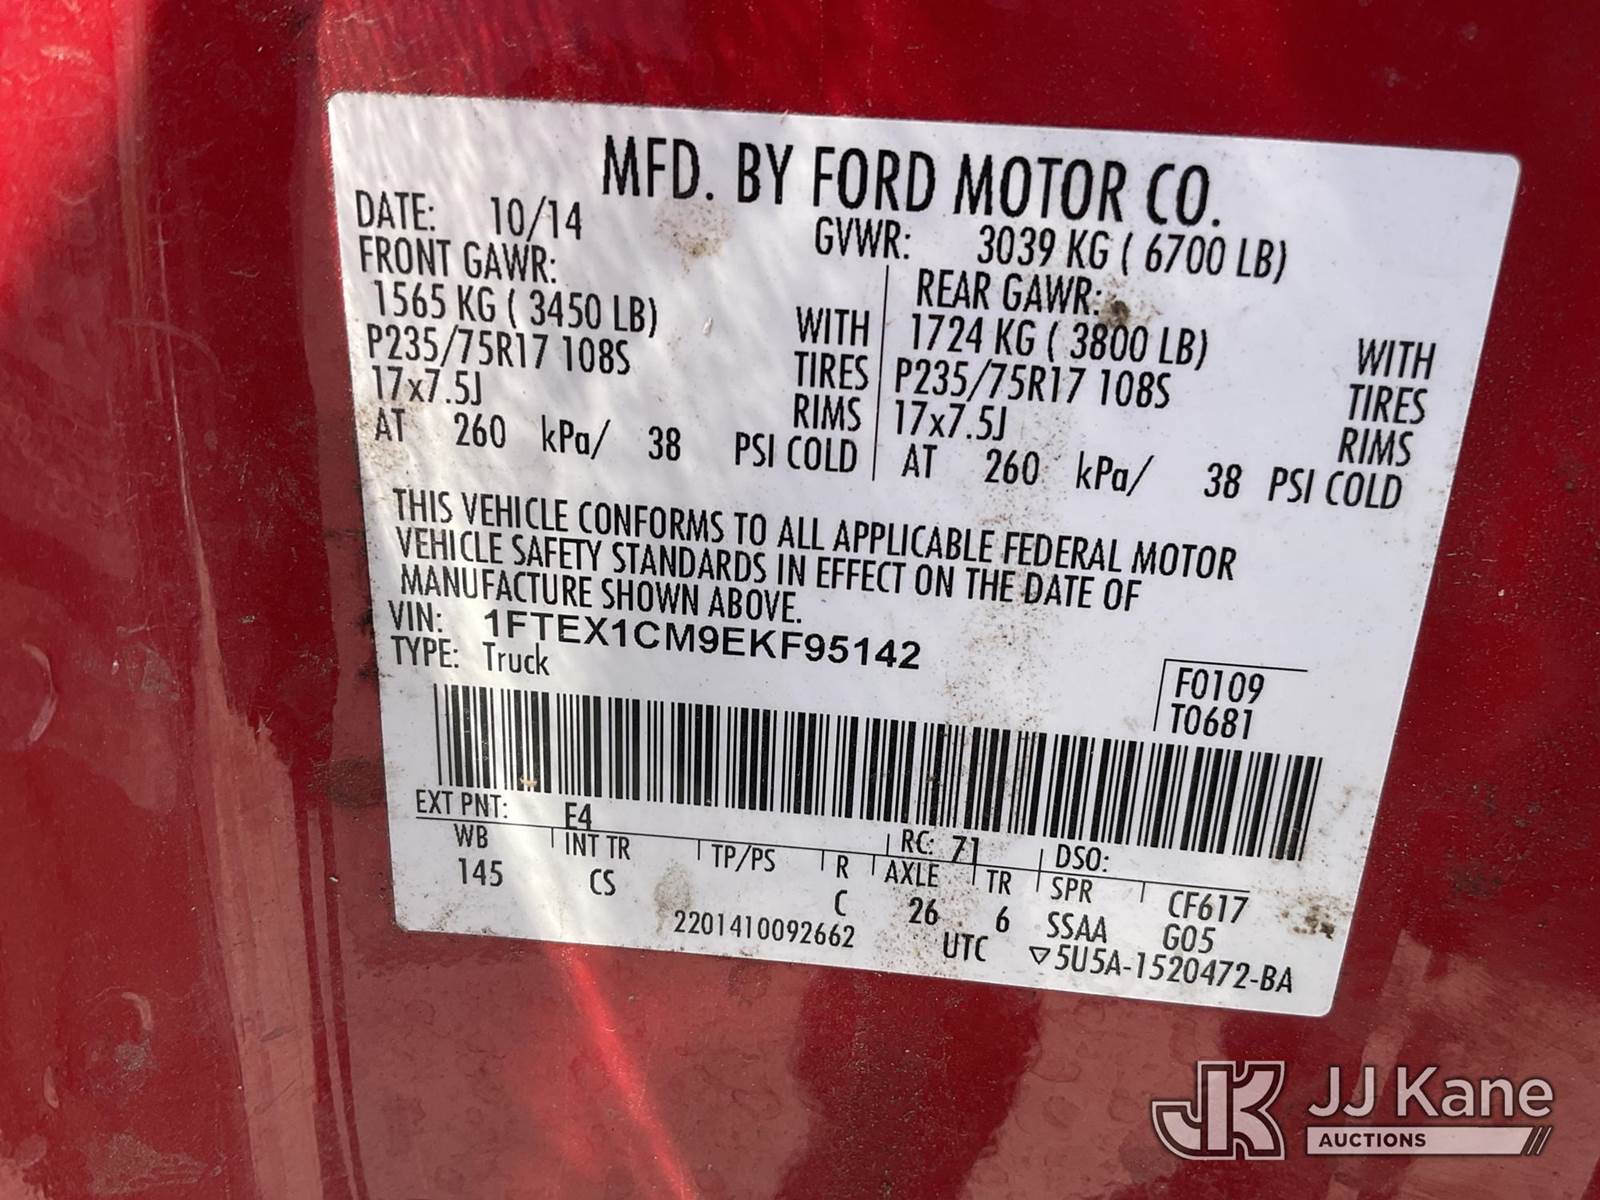 MFD. BY FORD MOTOR CO.
DATE: 10/14 GVWR: 3039 KG ( 6700 LB)
FRONT GAWR: REAR GAWR:
1565 KG ( 3450 LB) WITH 1724 KG ( 3800 LB) WITH
P235/75R17 108S TIRES P235/75R17 108S TIRES
17x7.5J RIMS 17x7.5J RIMS
AT 260 kPa/ 38 PSI COLD AT 260 kPa/ 38 PSI COLD
THIS VEHICLE CONFORMS TO ALL APPLICABLE FEDERAL MOTOR
VEHICLE SAFETY STANDARDS IN EFFECT ON THE DATE OF
MANUFACTURE SHOWN ABOVE.
VIN: 1FTEX1CM9EKF95142
TYPE: Truck
F0109
T0681
EXT PNT: E4 RC: 71 DSO:
WB INT TR TP/PS R AXLE TR SPR CF617
145 CS C 26 6 SSAA G05
2201410092662 UTC ▽5U5A-1520472-BA
JK JJ Kane
AUCTIONS